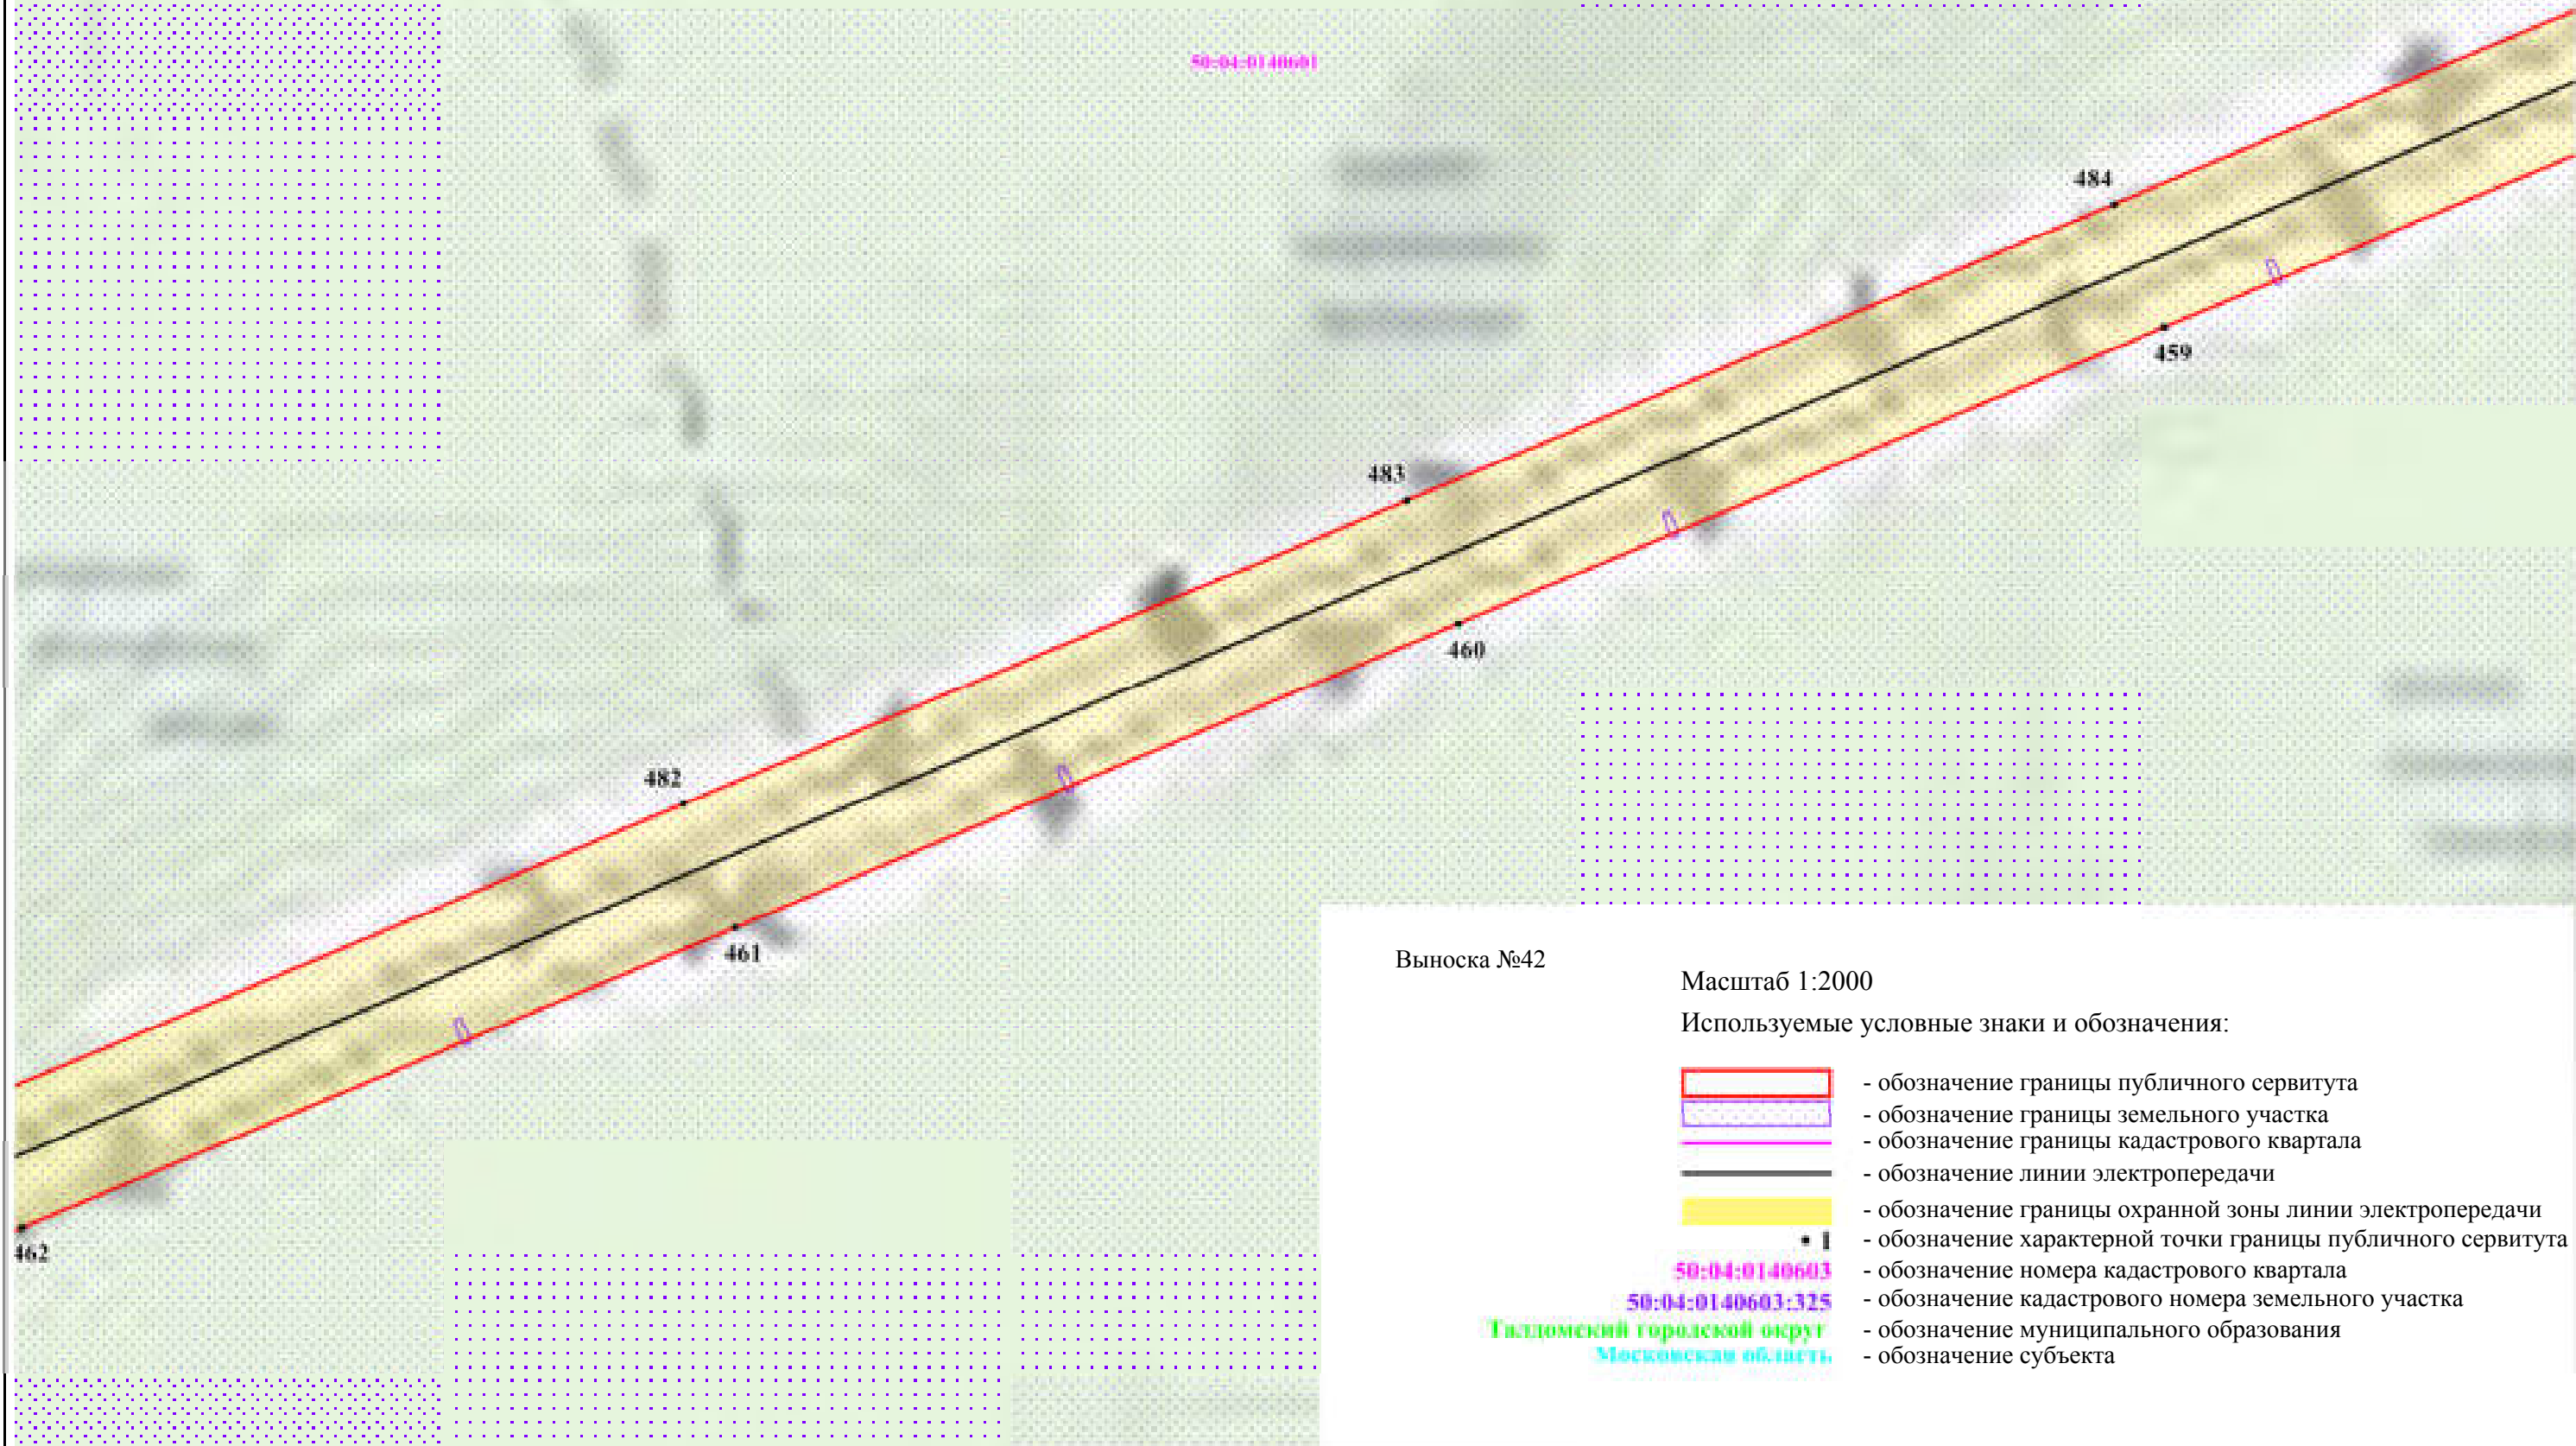 50:04:0140601
484
459
483
460
482
461
462
Выноска №42
Масштаб 1:2000
Используемые условные знаки и обозначения:
- обозначение границы публичного сервитута
- обозначение границы земельного участка
- обозначение границы кадастрового квартала
- обозначение линии электропередачи
- обозначение границы охранной зоны линии электропередачи
1 - обозначение характерной точки границы публичного сервитута
50:04:0140603 - обозначение номера кадастрового квартала
50:04:0140603:325 - обозначение кадастрового номера земельного участка
Талдомский городской округ - обозначение муниципального образования
Московская область - обозначение субъекта